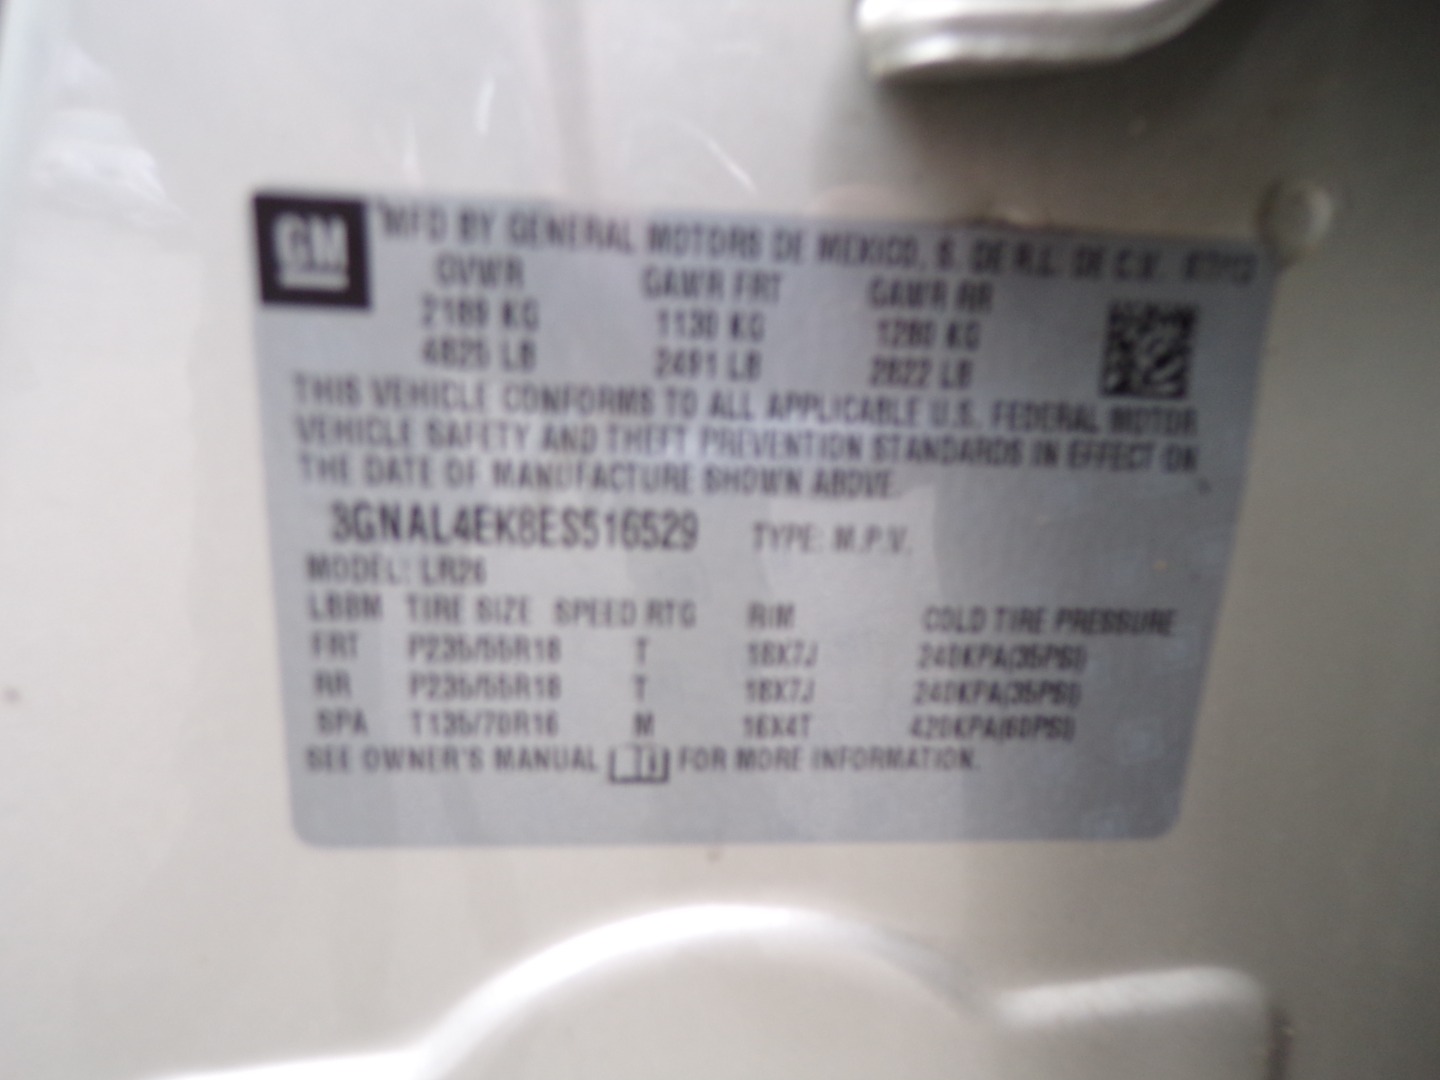 GM
MFD BY GENERAL MOTORS DE MEXICO, S. DE R.L. DE C.V.
GVWR GAWR FRT GAWR RR
2189 KG 1130 KG 1280 KG
4825 LB 2491 LB 2822 LB
THIS VEHICLE CONFORMS TO ALL APPLICABLE U.S. FEDERAL MOTOR
VEHICLE SAFETY AND THEFT PREVENTION STANDARDS IN EFFECT ON
THE DATE OF MANUFACTURE SHOWN ABOVE.
3GNAL4EK8ES516529 TYPE: M.P.V.
MODEL: LR26
TIRE SIZE SPEED RTG RIM COLD TIRE PRESSURE
FRT P235/55R18 T 18X7J 240KPA(35PSI)
RR P235/55R18 T 18X7J 240KPA(35PSI)
SPA T135/70R16 M 16X4T 420KPA(60PSI)
SEE OWNER'S MANUAL FOR MORE INFORMATION.